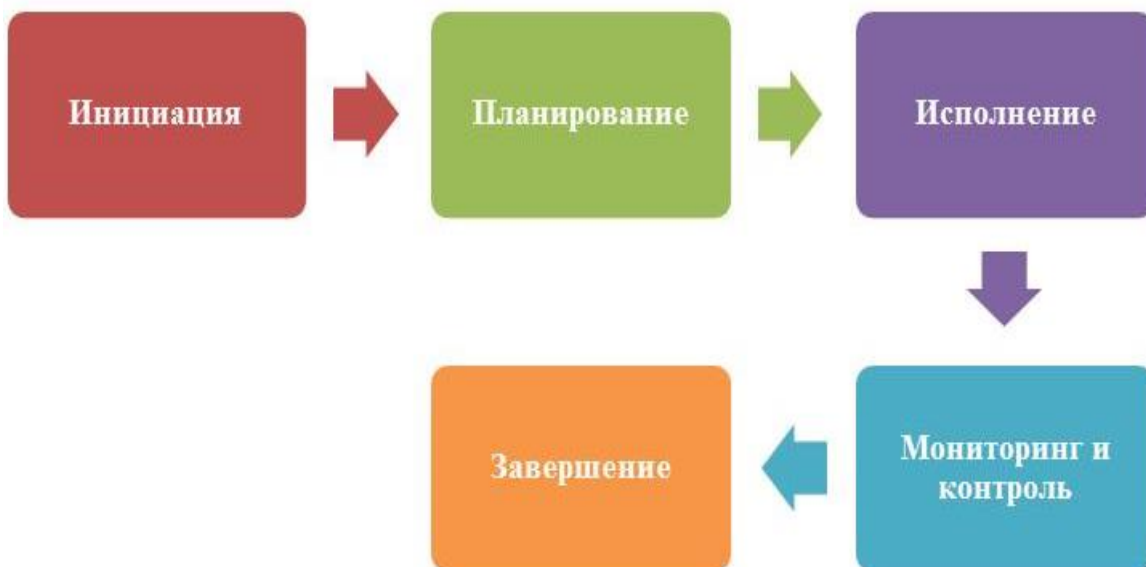 Инициация
Планирование
Исполнение
Мониторинг и
контроль
Завершение